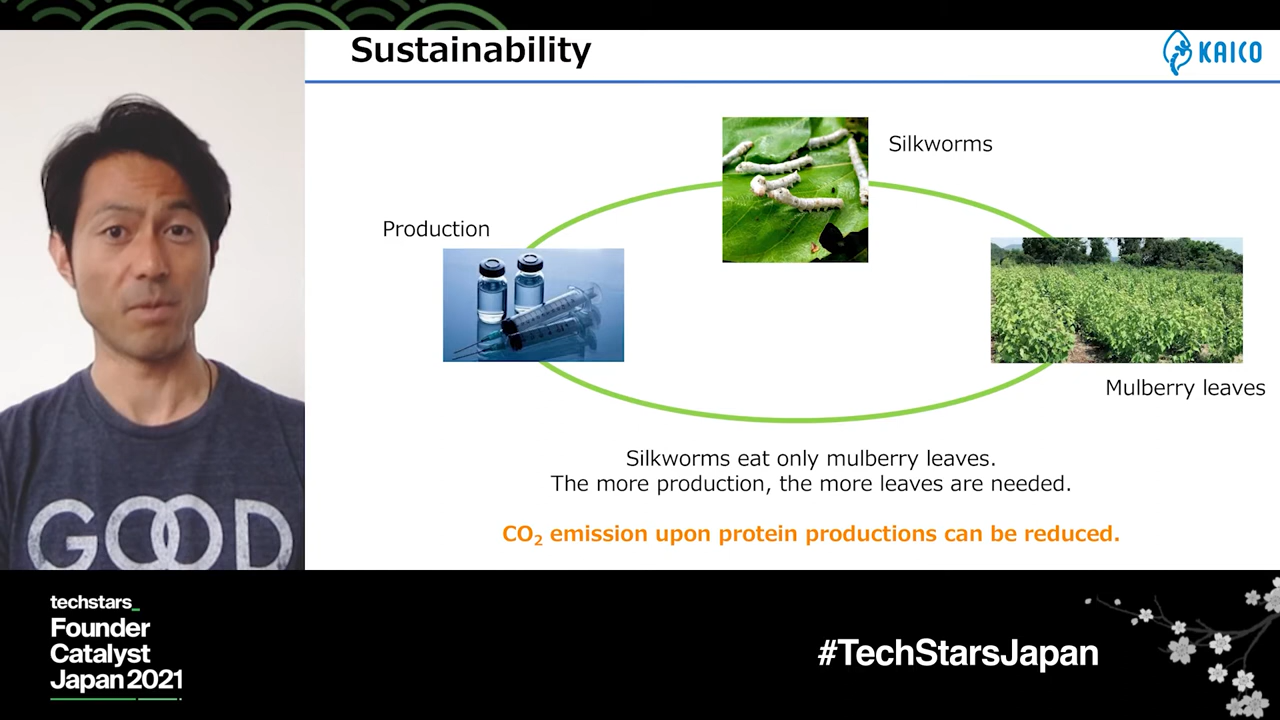 Sustainability
KAICO
Silkworms
Production
Mulberry leaves
Silkworms eat only mulberry leaves.
The more production, the more leaves are needed.
CO₂ emission upon protein productions can be reduced.
GOOD
techstars_
Founder
Catalyst
Japan 2021
#TechStarsJapan